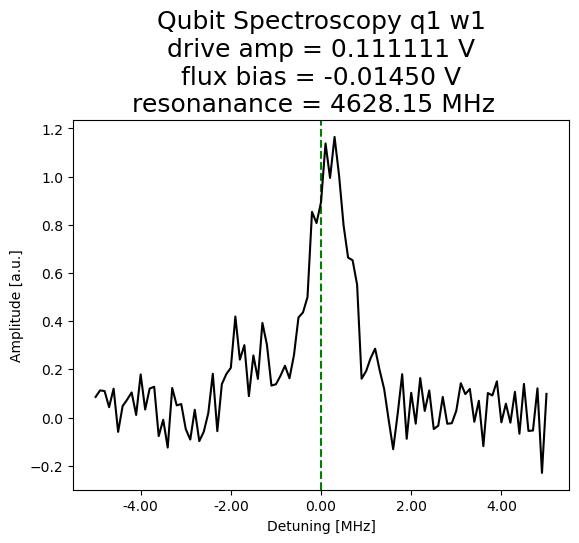 Qubit Spectroscopy q1 w1
drive amp = 0.111111 V
flux bias = -0.01450 V
resonanance = 4628.15 MHz
1.2
1.0
0.8
0.6
0.4
0.2
0.0
−0.2
Amplitude [a.u.]
-4.00 -2.00 0.00 2.00 4.00
Detuning [MHz]